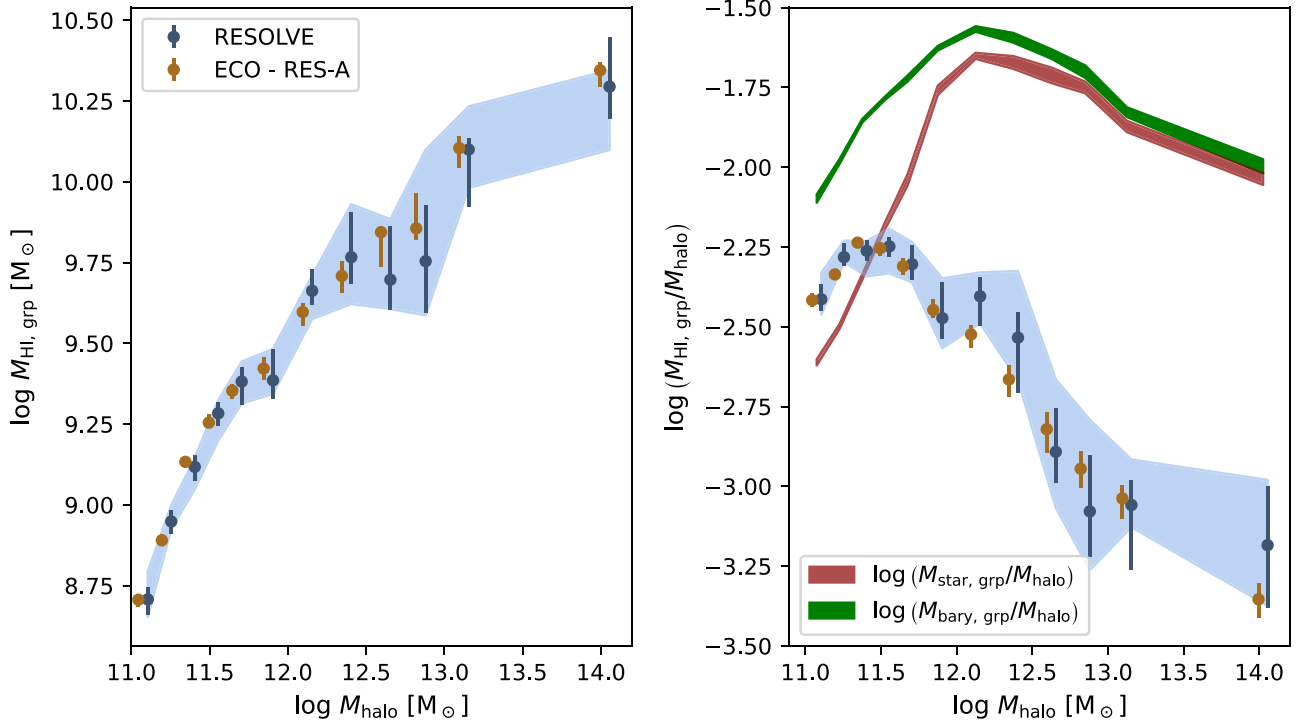 10.50
10.25
10.00
9.75
9.50
9.25
9.00
8.75
log M_HI, grp [M_⊙]
RESOLVE
ECO - RES-A
11.0 11.5 12.0 12.5 13.0 13.5 14.0
log M_halo [M_⊙]
−1.50
−1.75
−2.00
−2.25
−2.50
−2.75
−3.00
−3.25
−3.50
log (M_HI, grp/M_halo)
log (M_star, grp/M_halo)
log (M_bary, grp/M_halo)
11.0 11.5 12.0 12.5 13.0 13.5 14.0
log M_halo [M_⊙]